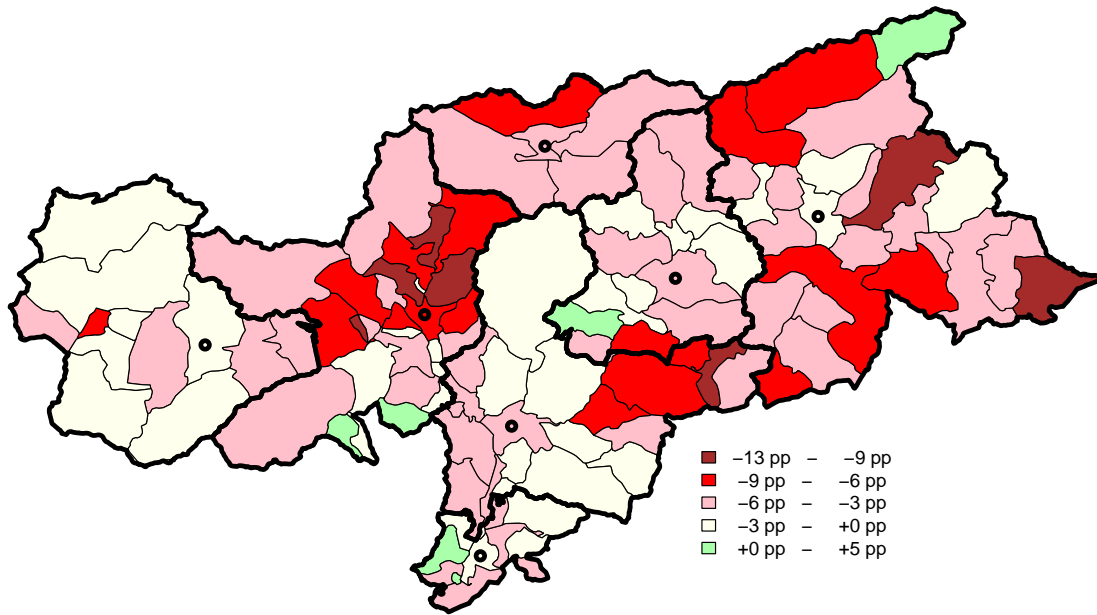 −13 pp – −9 pp
−9 pp – −6 pp
−6 pp – −3 pp
−3 pp – +0 pp
+0 pp – +5 pp